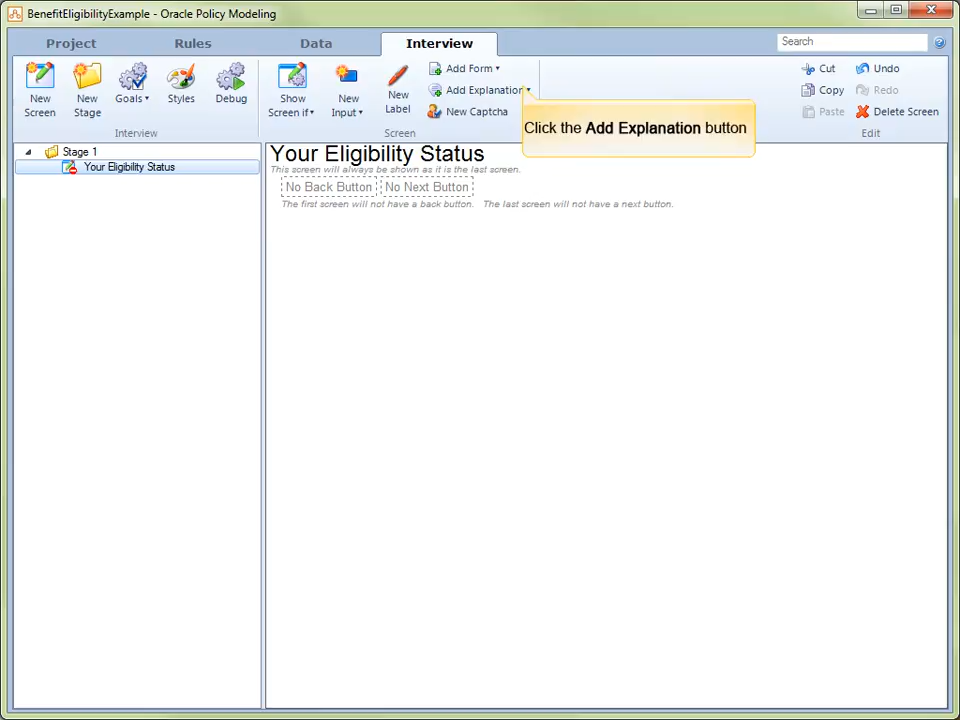 BenefitEligibilityExample - Oracle Policy Modeling
Project
Rules
Data
Interview
Search
New Screen
New Stage
Goals
Styles
Debug
Interview
Show Screen if
New Input
New Label
Add Form
Add Explanation
New Captcha
Screen
Click the Add Explanation button
Cut
Copy
Paste
Undo
Redo
Delete Screen
Edit
Stage 1
Your Eligibility Status
Your Eligibility Status
This screen will always be shown as it is the last screen.
No Back Button
No Next Button
The first screen will not have a back button. The last screen will not have a next button.